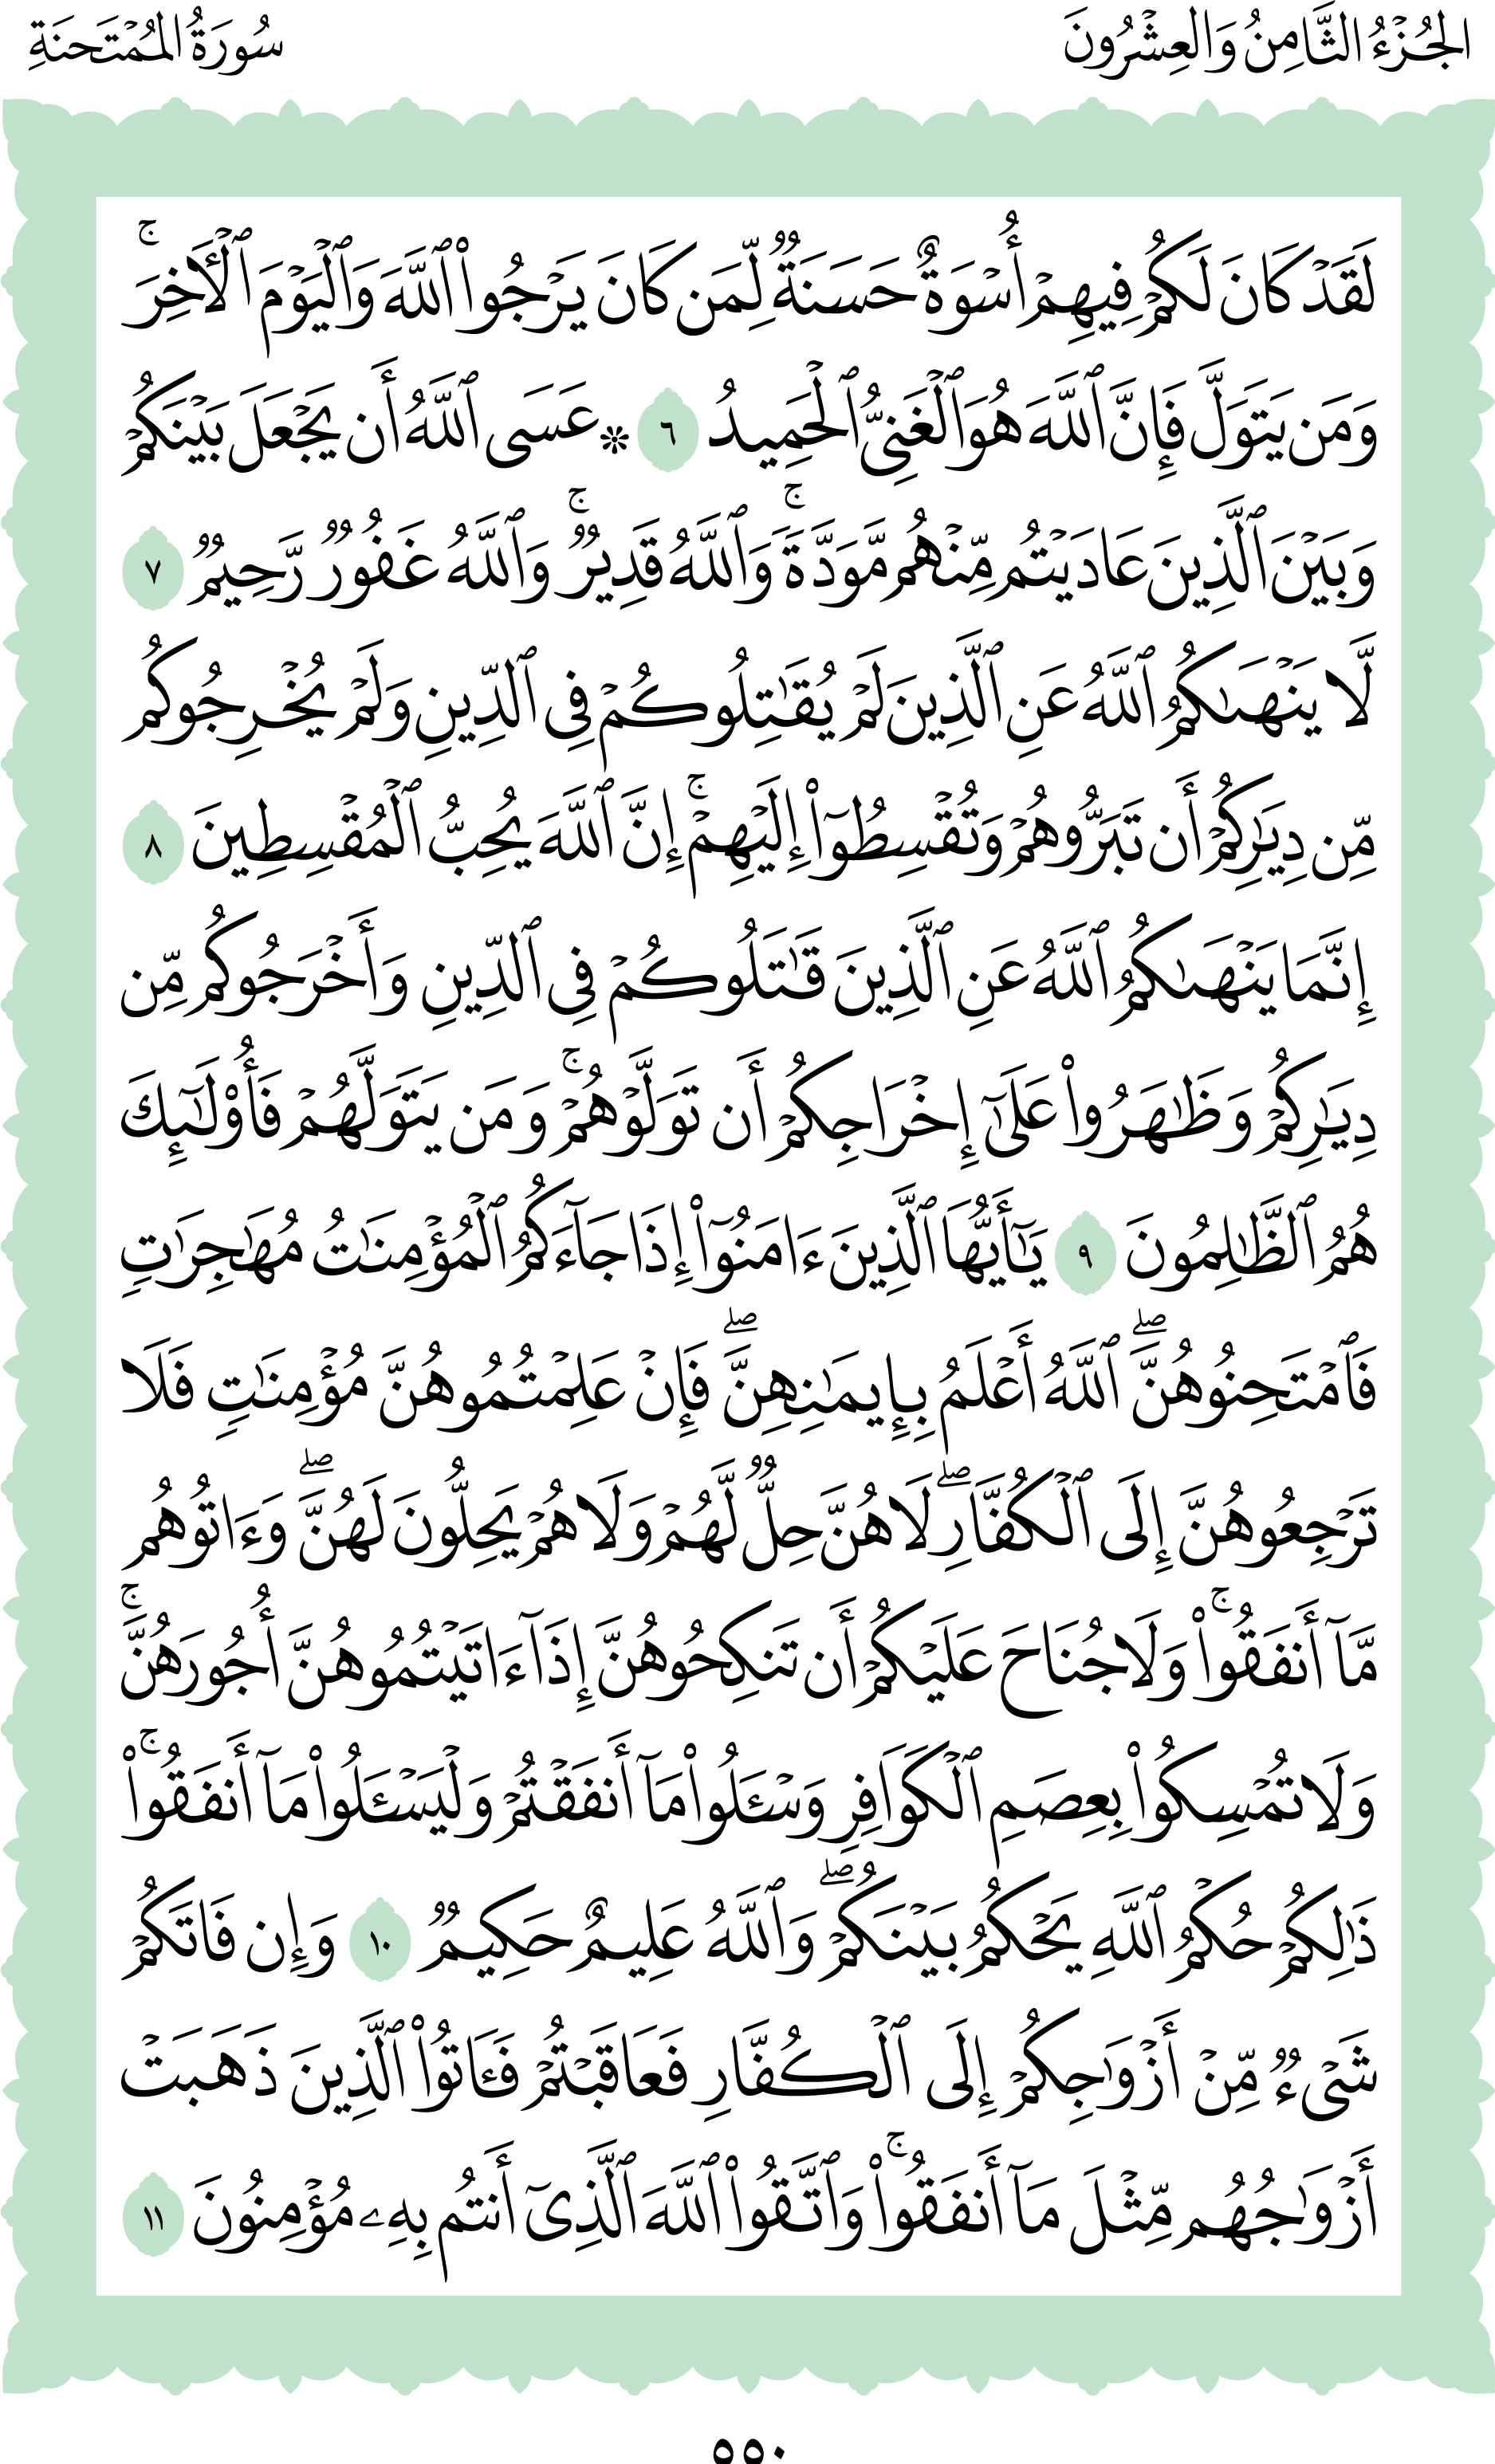 الجُزْءُ الثَّامِنُ وَالعِشْرُونَ
سُورَةُ المُمْتَحنَةِ
لَقَدْ كَانَ لَكُمْ فِيهِمْ أُسْوَةٌ حَسَنَةٌ لِّمَن كَانَ يَرْجُوا۟ ٱللَّهَ وَٱلْيَوْمَ ٱلْـَٔاخِرَ ۚ
وَمَن يَتَوَلَّ فَإِنَّ ٱللَّهَ هُوَ ٱلْغَنِىُّ ٱلْحَمِيدُ ٦ ۞ عَسَى ٱللَّهُ أَن يَجْعَلَ بَيْنَكُمْ
وَبَيْنَ ٱلَّذِينَ عَادَيْتُم مِّنْهُم مَّوَدَّةً ۚ وَٱللَّهُ قَدِيرٌ ۚ وَٱللَّهُ غَفُورٌ رَّحِيمٌ ٧
لَّا يَنْهَىٰكُمُ ٱللَّهُ عَنِ ٱلَّذِينَ لَمْ يُقَـٰتِلُوكُمْ فِى ٱلدِّينِ وَلَمْ يُخْرِجُوكُم
مِّن دِيَـٰرِكُمْ أَن تَبَرُّوهُمْ وَتُقْسِطُوٓا۟ إِلَيْهِمْ ۚ إِنَّ ٱللَّهَ يُحِبُّ ٱلْمُقْسِطِينَ ٨
إِنَّمَا يَنْهَىٰكُمُ ٱللَّهُ عَنِ ٱلَّذِينَ قَـٰتَلُوكُمْ فِى ٱلدِّينِ وَأَخْرَجُوكُم مِّن
دِيَـٰرِكُمْ وَظَـٰهَرُوا۟ عَلَىٰٓ إِخْرَاجِكُمْ أَن تَوَلَّوْهُمْ ۚ وَمَن يَتَوَلَّهُمْ فَأُو۟لَـٰٓئِكَ
هُمُ ٱلظَّـٰلِمُونَ ٩ يَـٰٓأَيُّهَا ٱلَّذِينَ ءَامَنُوٓا۟ إِذَا جَآءَكُمُ ٱلْمُؤْمِنَـٰتُ مُهَـٰجِرَٰتٍ
فَٱمْتَحِنُوهُنَّ ۖ ٱللَّهُ أَعْلَمُ بِإِيمَـٰنِهِنَّ ۖ فَإِنْ عَلِمْتُمُوهُنَّ مُؤْمِنَـٰتٍ فَلَا
تَرْجِعُوهُنَّ إِلَى ٱلْكُفَّارِ ۖ لَا هُنَّ حِلٌّ لَّهُمْ وَلَا هُمْ يَحِلُّونَ لَهُنَّ ۖ وَءَاتُوهُم
مَّآ أَنفَقُوا۟ ۚ وَلَا جُنَاحَ عَلَيْكُمْ أَن تَنكِحُوهُنَّ إِذَآ ءَاتَيْتُمُوهُنَّ أُجُورَهُنَّ ۚ
وَلَا تُمْسِكُوا۟ بِعِصَمِ ٱلْكَوَافِرِ وَسْـَٔلُوا۟ مَآ أَنفَقْتُمْ وَلْيَسْـَٔلُوا۟ مَآ أَنفَقُوا۟ ۚ
ذَٰلِكُمْ حُكْمُ ٱللَّهِ يَحْكُمُ بَيْنَكُمْ ۖ وَٱللَّهُ عَلِيمٌ حَكِيمٌ ١٠ وَإِن فَاتَكُمْ
شَىْءٌ مِّنْ أَزْوَٰجِكُمْ إِلَى ٱلْكُفَّارِ فَعَاقَبْتُمْ فَـَٔاتُوا۟ ٱلَّذِينَ ذَهَبَتْ
أَزْوَٰجُهُم مِّثْلَ مَآ أَنفَقُوا۟ ۚ وَٱتَّقُوا۟ ٱللَّهَ ٱلَّذِىٓ أَنتُم بِهِۦ مُؤْمِنُونَ ١١
٥٥٠